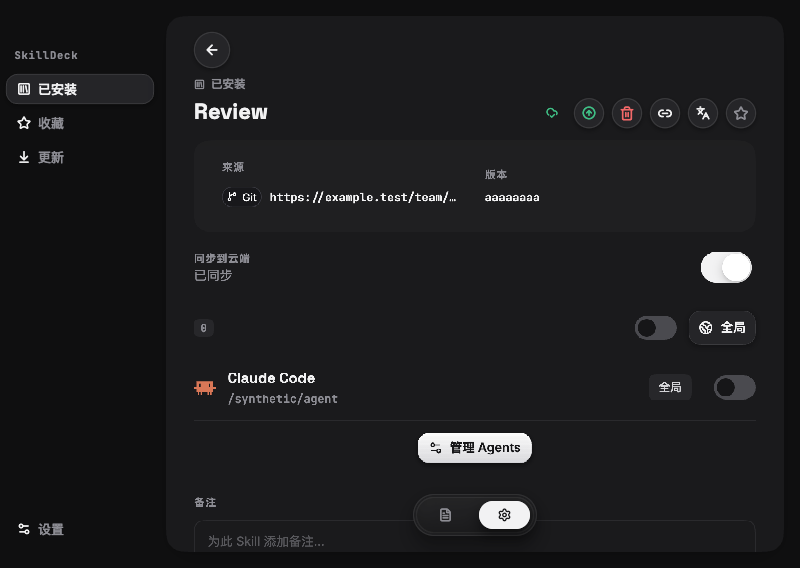 SkillDeck
已安装
收藏
更新
设置
已安装
Review
来源
Git https://example.test/team/…
版本
aaaaaaaa
同步到云端
已同步
0
全局
Claude Code
/synthetic/agent
全局
管理 Agents
备注
为此 Skill 添加备注...